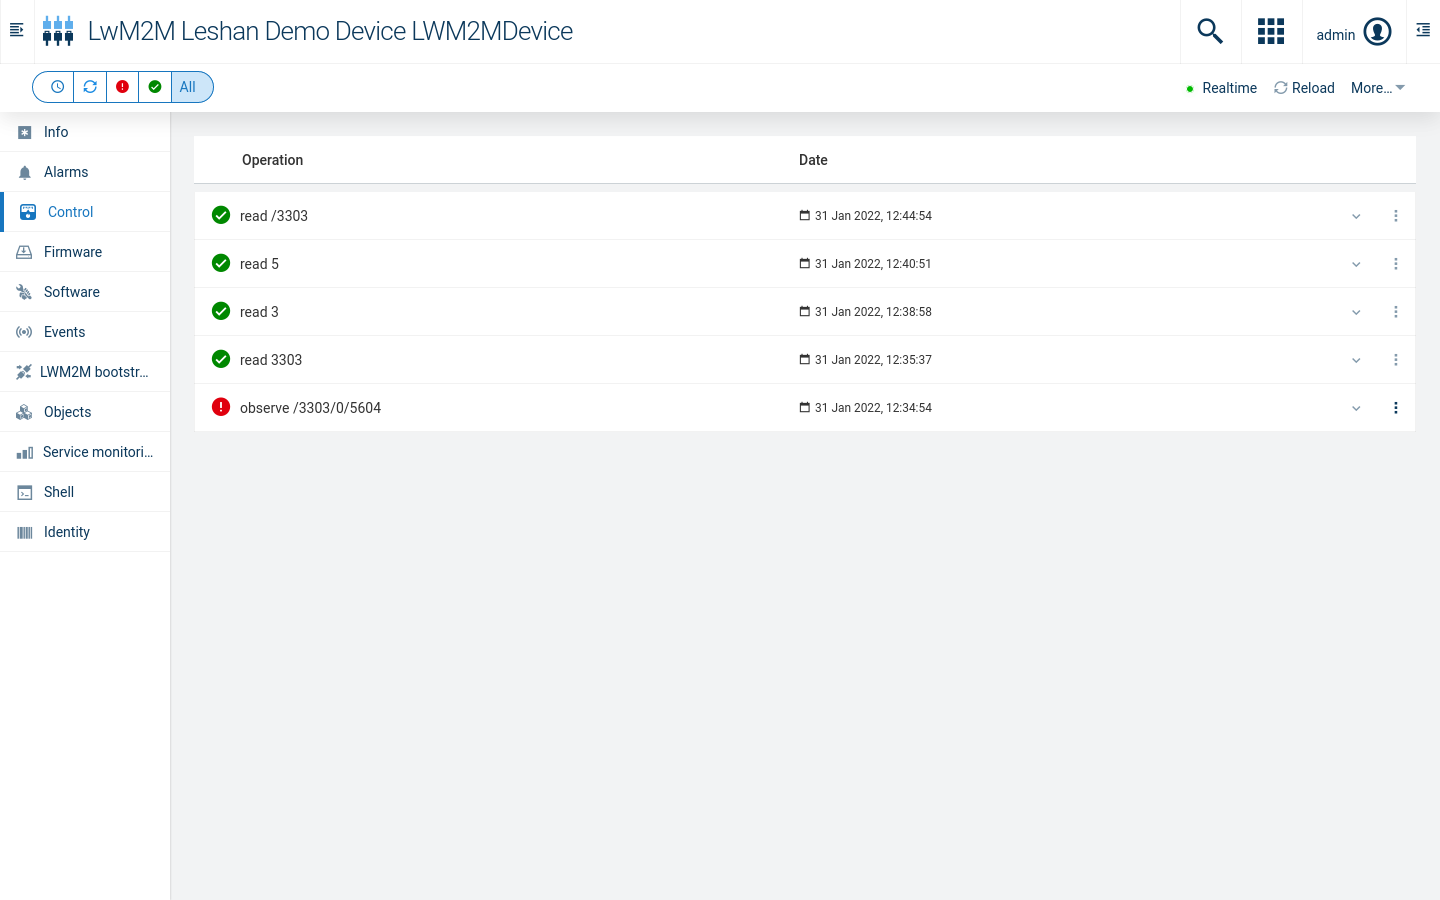 LwM2M Leshan Demo Device LWM2MDevice
admin
All
Realtime
Reload
More...
Info
Alarms
Control
Firmware
Software
Events
LWM2M bootstr...
Objects
Service monitori...
Shell
Identity
Operation Date
read /3303 31 Jan 2022, 12:44:54
read 5 31 Jan 2022, 12:40:51
read 3 31 Jan 2022, 12:38:58
read 3303 31 Jan 2022, 12:35:37
observe /3303/0/5604 31 Jan 2022, 12:34:54